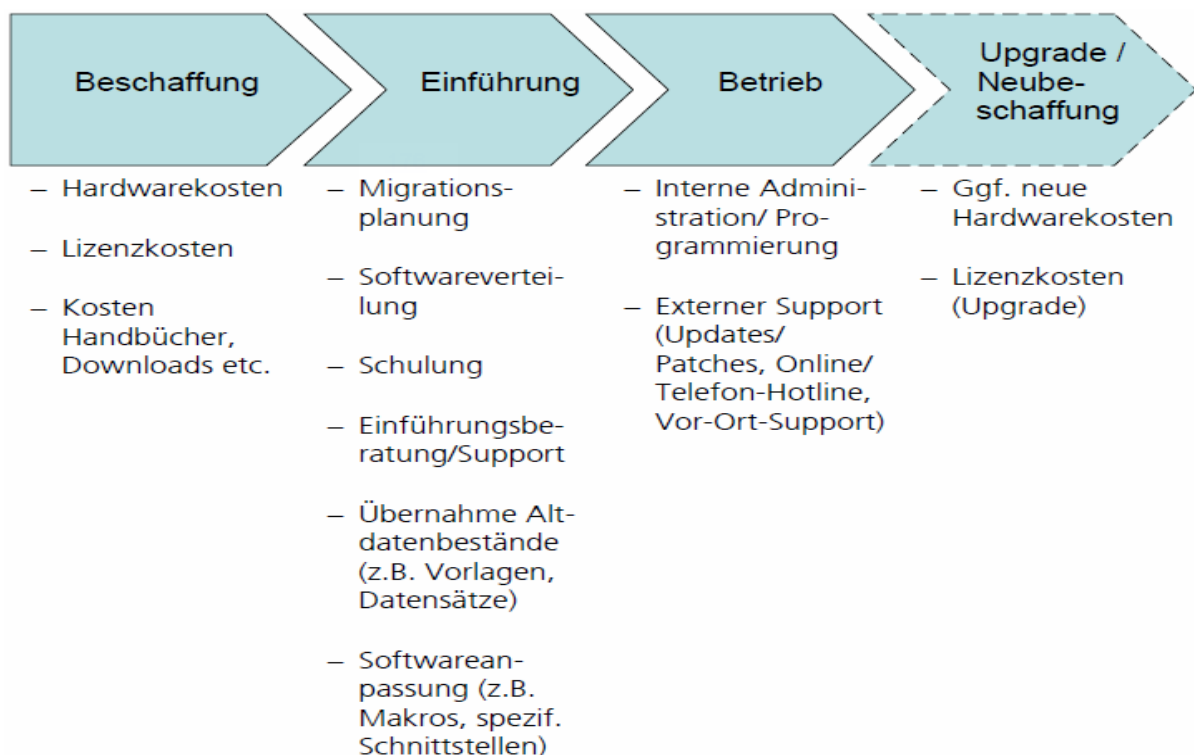 Beschaffung
Einführung
Betrieb
Upgrade /
Neube-
schaffung
– Hardwarekosten
– Lizenzkosten
– Kosten
Handbücher,
Downloads etc.
– Migrations-
planung
– Softwarevertei-
lung
– Schulung
– Einführungsbe-
ratung/Support
– Übernahme Alt-
datenbestände
(z.B. Vorlagen,
Datensätze)
– Softwarean-
passung (z.B.
Makros, spezif.
Schnittstellen)
– Interne Admini-
stration/ Pro-
grammierung
– Externer Support
(Updates/
Patches, Online/
Telefon-Hotline,
Vor-Ort-Support)
– Ggf. neue
Hardwarekosten
– Lizenzkosten
(Upgrade)